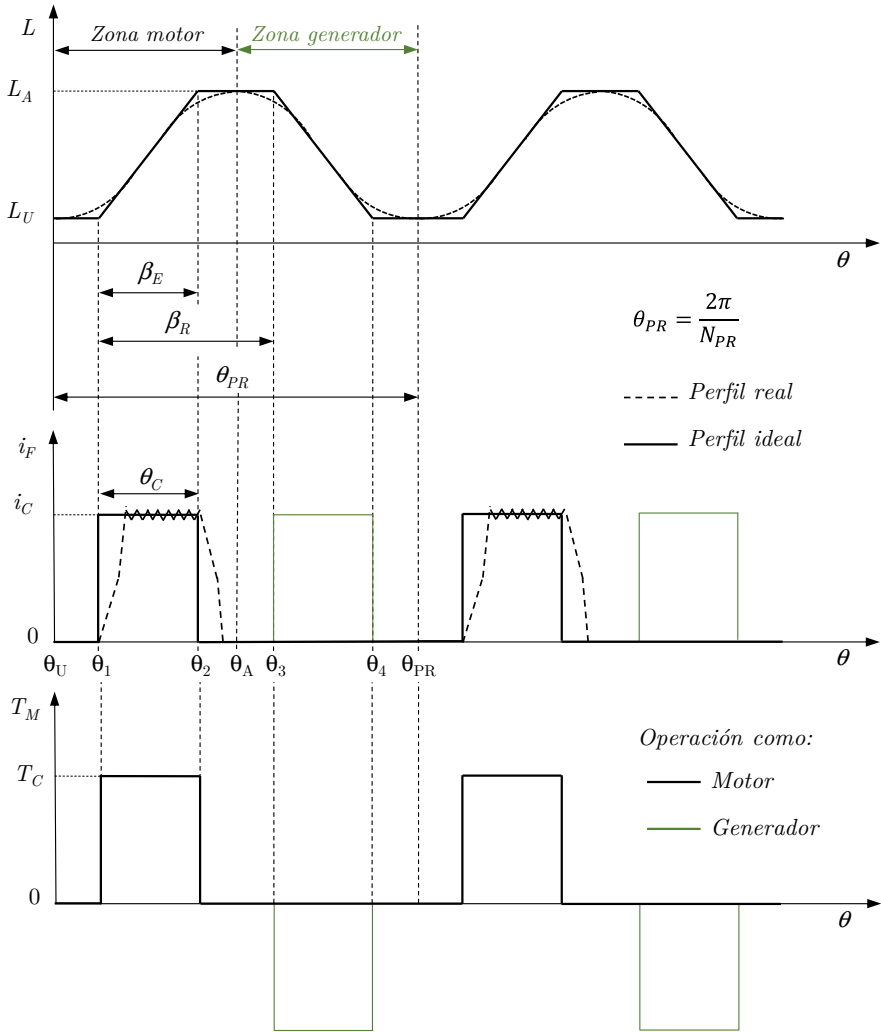 L
Zona motor
Zona generador
L_A
L_U
θ
β_E
β_R
θ_PR = 2π / N_PR
θ_PR
Perfil real
Perfil ideal
i_F
θ_C
i_C
0
θ_U θ_1 θ_2 θ_A θ_3 θ_4 θ_PR θ
T_M
Operación como:
T_C
Motor
Generador
0
θ